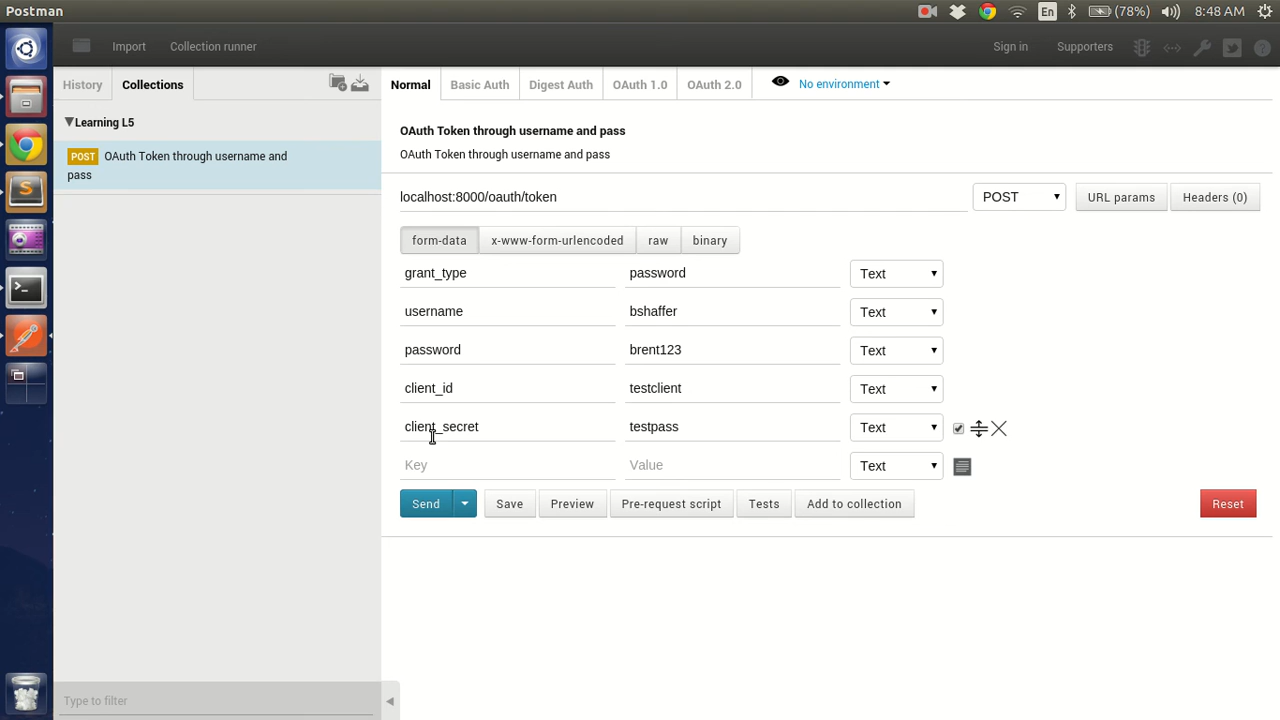 Postman
En
(78%)
8:48 AM
Import
Collection runner
Sign in
Supporters
History
Collections
Normal
Basic Auth
Digest Auth
OAuth 1.0
OAuth 2.0
No environment
Learning L5
POST OAuth Token through username and
pass
OAuth Token through username and pass
OAuth Token through username and pass
localhost:8000/oauth/token
POST
URL params
Headers (0)
form-data
x-www-form-urlencoded
raw
binary
grant_type password Text
username bshaffer Text
password brent123 Text
client_id testclient Text
client_secret testpass Text
Key Value Text
Send
Save
Preview
Pre-request script
Tests
Add to collection
Reset
Type to filter